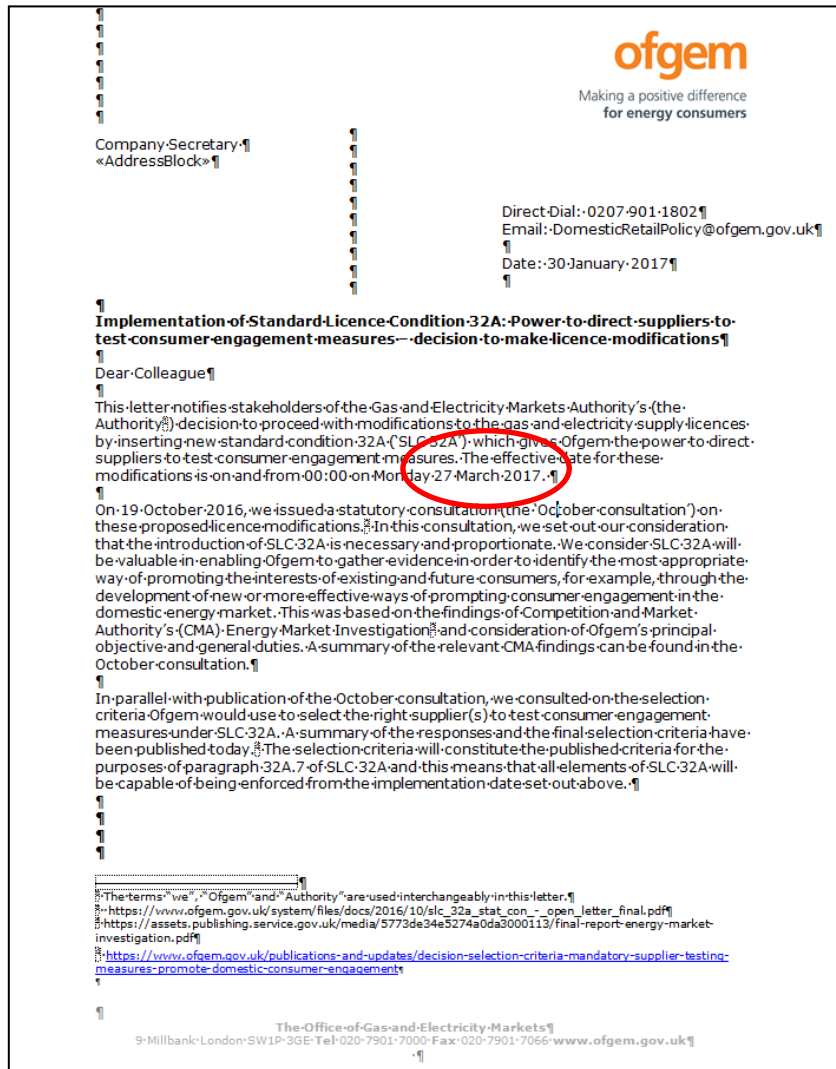 ofgem
Making a positive difference
for energy consumers
Company Secretary
«AddressBlock»
Direct Dial: 0207 901 1802
Email: DomesticRetailPolicy@ofgem.gov.uk
Date: 30 January 2017
Implementation of Standard Licence Condition 32A: Power to direct suppliers to
test consumer engagement measures – decision to make licence modifications
Dear Colleague
This letter notifies stakeholders of the Gas and Electricity Markets Authority's (the
Authority) decision to proceed with modifications to the gas and electricity supply licences
by inserting new standard condition 32A ('SLC 32A') which gives Ofgem the power to direct
suppliers to test consumer engagement measures. The effective date for these
modifications is on and from 00:00 on Monday 27 March 2017.
On 19 October 2016, we issued a statutory consultation (the 'October consultation') on
these proposed licence modifications. In this consultation, we set out our consideration
that the introduction of SLC 32A is necessary and proportionate. We consider SLC 32A will
be valuable in enabling Ofgem to gather evidence in order to identify the most appropriate
way of promoting the interests of existing and future consumers, for example, through the
development of new or more effective ways of prompting consumer engagement in the
domestic energy market. This was based on the findings of Competition and Market
Authority's (CMA) Energy Market Investigation and consideration of Ofgem's principal
objective and general duties. A summary of the relevant CMA findings can be found in the
October consultation.
In parallel with publication of the October consultation, we consulted on the selection
criteria Ofgem would use to select the right supplier(s) to test consumer engagement
measures under SLC 32A. A summary of the responses and the final selection criteria have
been published today. The selection criteria will constitute the published criteria for the
purposes of paragraph 32A.7 of SLC 32A and this means that all elements of SLC 32A will
be capable of being enforced from the implementation date set out above.
The terms "we", "Ofgem" and "Authority" are used interchangeably in this letter.
https://www.ofgem.gov.uk/system/files/docs/2016/10/slc_32a_stat_con_-_open_letter_final.pdf
https://assets.publishing.service.gov.uk/media/5773de34e5274a0da3000113/final-report-energy-market-
investigation.pdf
https://www.ofgem.gov.uk/publications-and-updates/decision-selection-criteria-mandatory-supplier-testing-
measures-promote-domestic-consumer-engagement
The Office of Gas and Electricity Markets
9 Millbank London SW1P 3GE Tel 020 7901 7000 Fax 020 7901 7066 www.ofgem.gov.uk